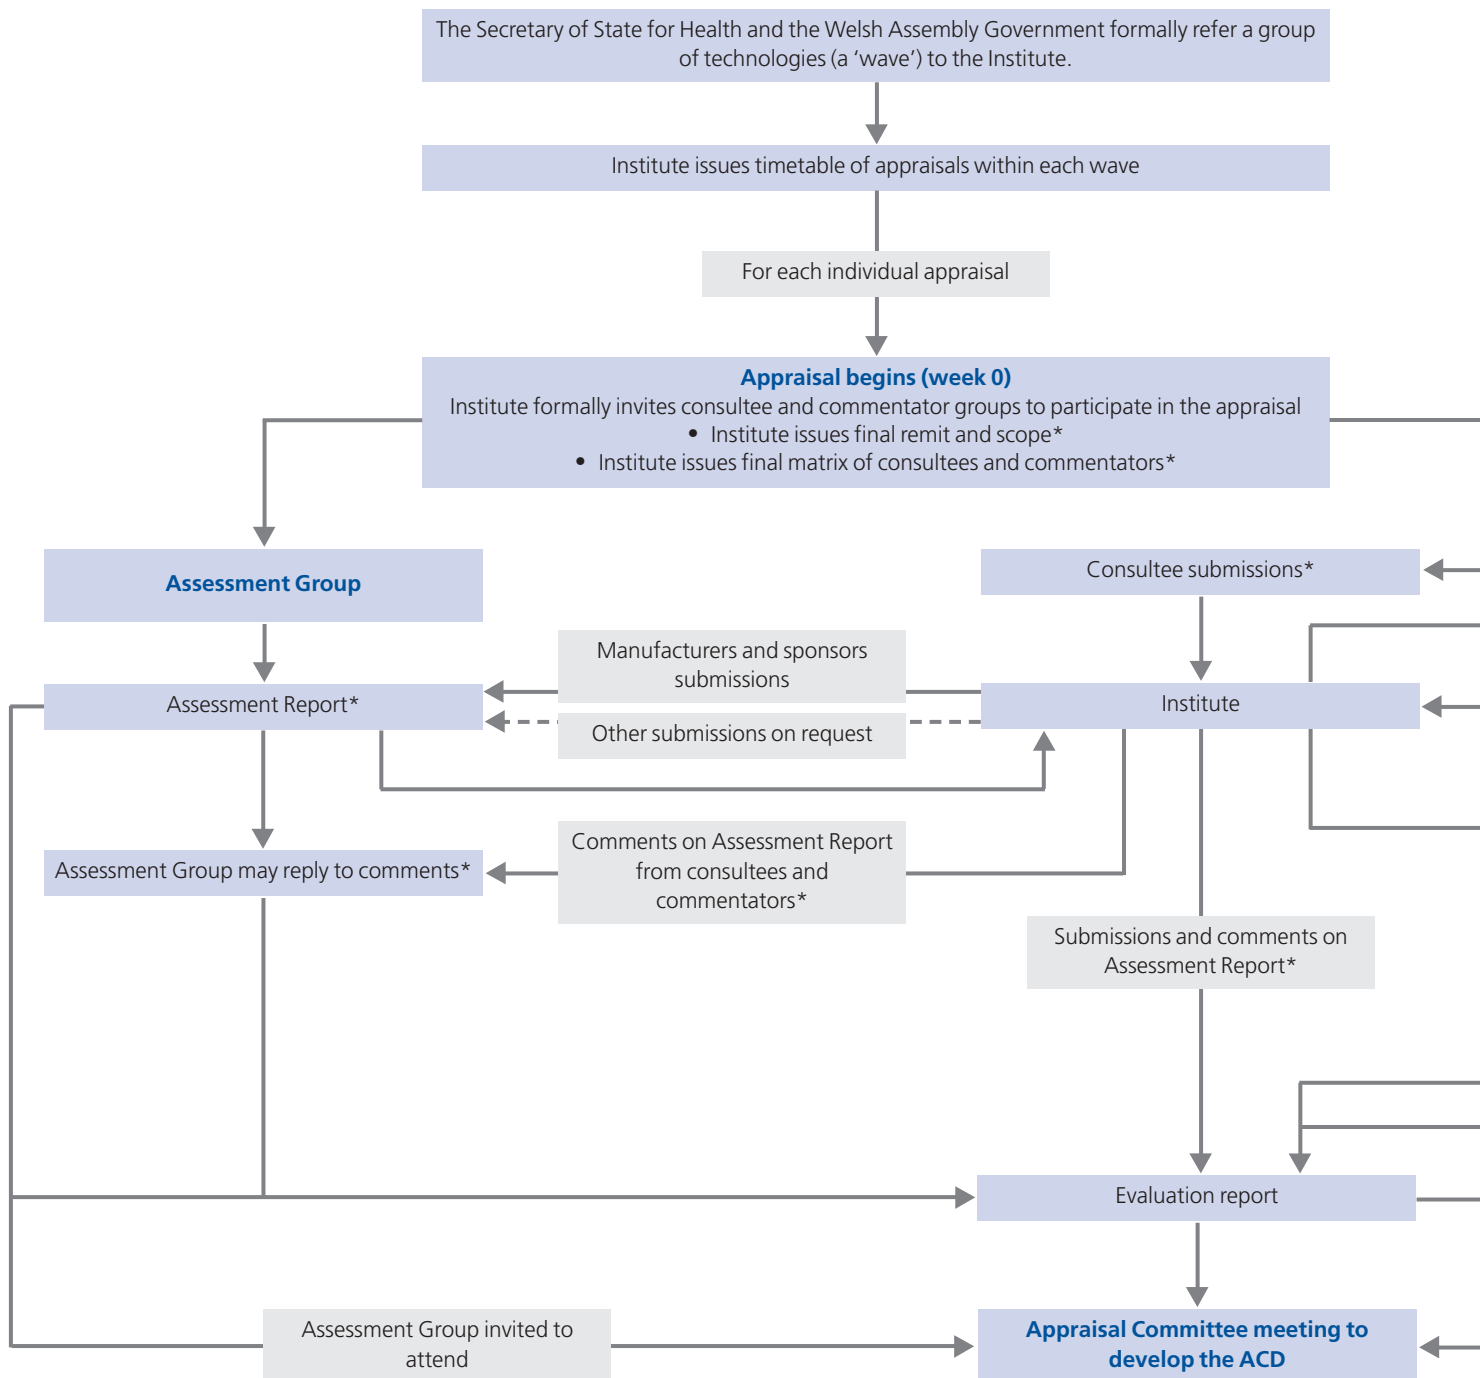 The Secretary of State for Health and the Welsh Assembly Government formally refer a group
of technologies (a ‘wave’) to the Institute.
Institute issues timetable of appraisals within each wave
For each individual appraisal
Appraisal begins (week 0)
Institute formally invites consultee and commentator groups to participate in the appraisal
• Institute issues final remit and scope*
• Institute issues final matrix of consultees and commentators*
Assessment Group
Consultee submissions*
Manufacturers and sponsors
submissions
Assessment Report*
Institute
Other submissions on request
Comments on Assessment Report
from consultees and
commentators*
Assessment Group may reply to comments*
Submissions and comments on
Assessment Report*
Evaluation report
Assessment Group invited to
attend
Appraisal Committee meeting to
develop the ACD